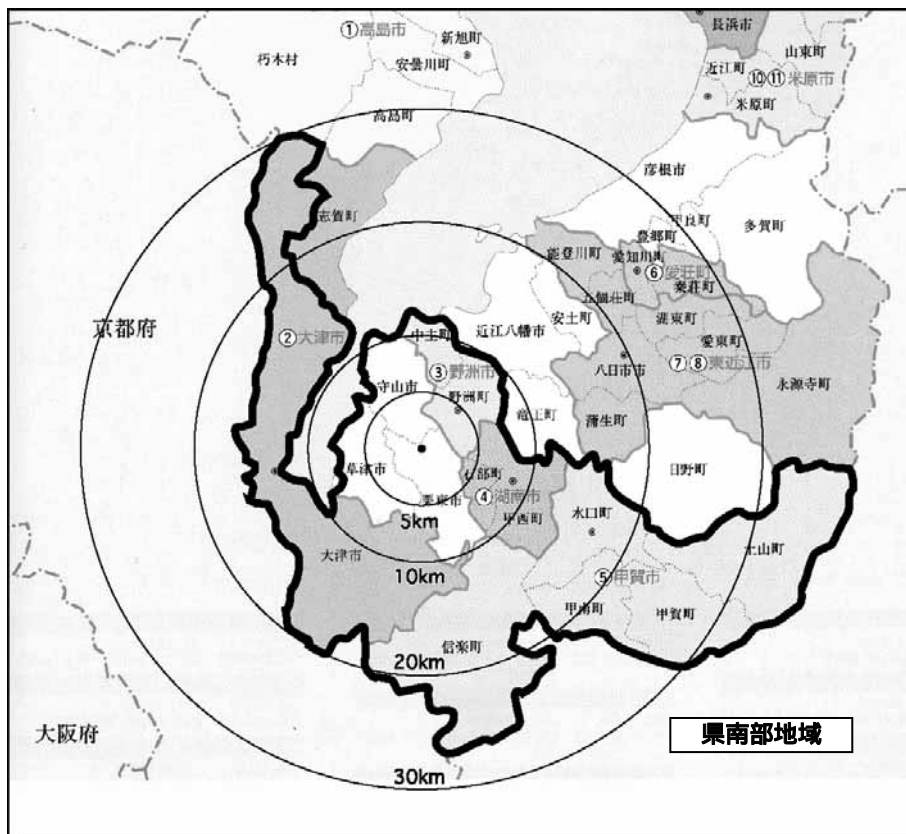 ①高島市
新旭町
朽木村
安曇川町
高島町
長浜市
山東町
近江町
⑩⑪米原市
米原町
彦根市
多賀町
甲良町
豊郷町
志賀町
能登川町
愛知川町
⑥愛荘町
秦荘町
五個荘町
湖東町
愛東町
安土町
京都府
②大津市
中主町
近江八幡市
八日市市
⑦⑧東近江市
永源寺町
守山市
③野洲市
野洲町
竜王町
蒲生町
日野町
草津市
石部町
栗東市
④湖南市
甲西町
水口町
5km
土山町
大津市
10km
⑤甲賀市
甲南町
甲賀町
信楽町
20km
大阪府
県南部地域
30km